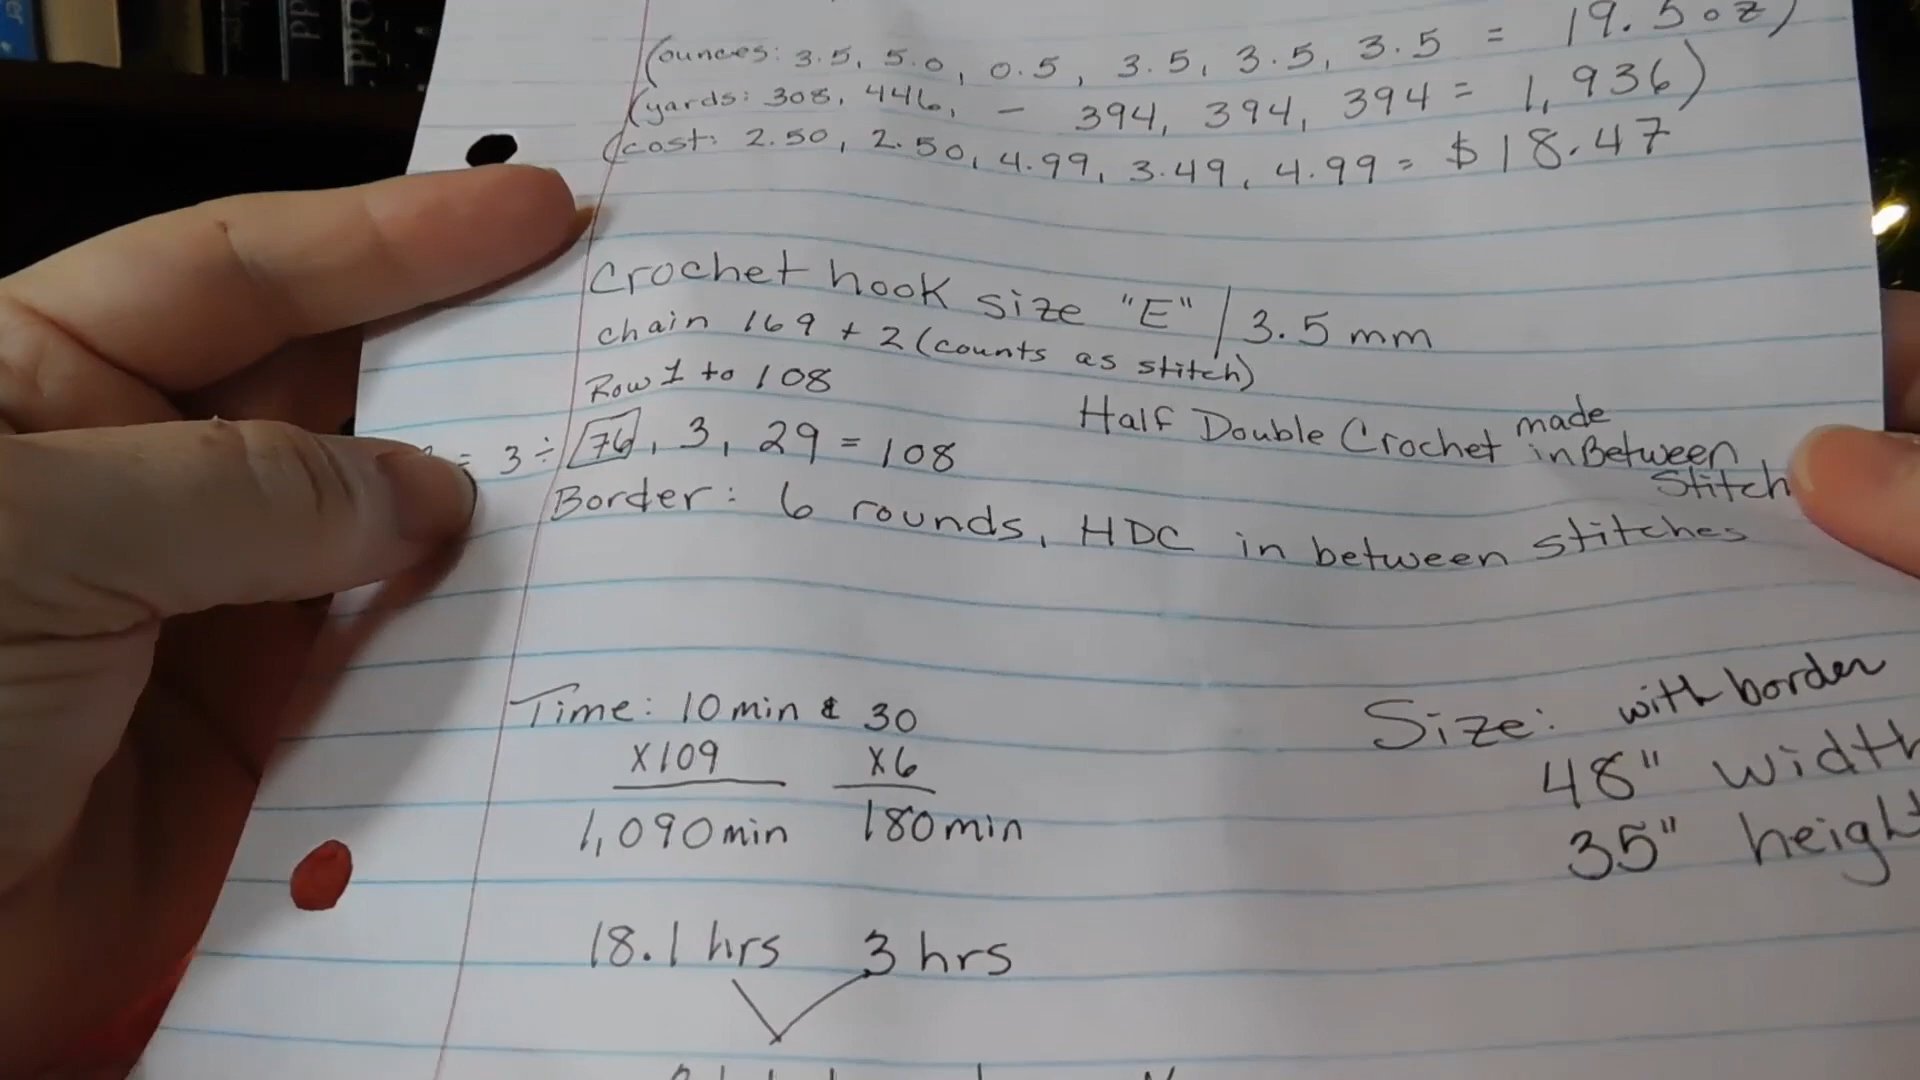 (ounces: 3.5, 5.0, 0.5, 3.5, 3.5, 3.5 = 19.5 oz)
(yards: 308, 446, - 394, 394, 394 = 1,936)
(cost: 2.50, 2.50, 4.99, 3.49, 4.99 = $18.47
Crochet hook size "E" / 3.5 mm
chain 169 + 2 (counts as stitch)
Row 1 to 108
Half Double Crochet made in Between Stitch
= 3 ÷ 76, 3, 29 = 108
Border: 6 rounds, HDC in between stitches
Time: 10 min & 30
x109 x6
1,090 min 180 min
18.1 hrs 3 hrs
Size: with border
48" width
35" height